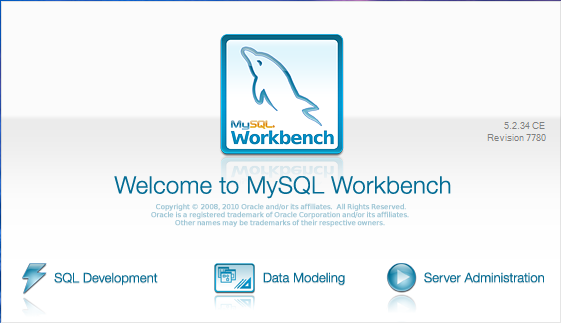 MySQL
Workbench
5.2.34 CE
Revision 7780
Welcome to MySQL Workbench
Copyright © 2008, 2010 Oracle and/or its affiliates. All Rights Reserved.
Oracle is a registered trademark of Oracle Corporation and/or its affiliates.
Other names may be trademarks of their respective owners.
SQL Development
Data Modeling
Server Administration